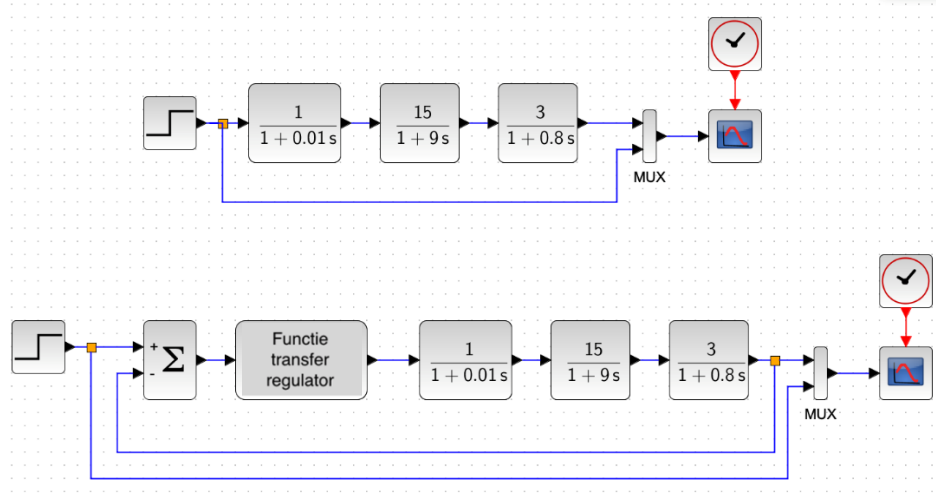 1
1 + 0.01 s
15
1 + 9 s
3
1 + 0.8 s
MUX
+
-
Σ
Functie
transfer
regulator
1
1 + 0.01 s
15
1 + 9 s
3
1 + 0.8 s
MUX